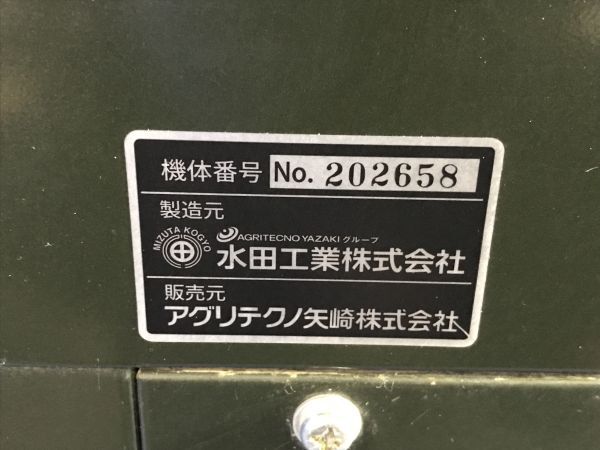 機体番号 No. 202658
製造元
MIZUTA KOGYO
AGRITECNO YAZAKI グループ
水田工業株式会社
販売元
アグリテクノ矢崎株式会社